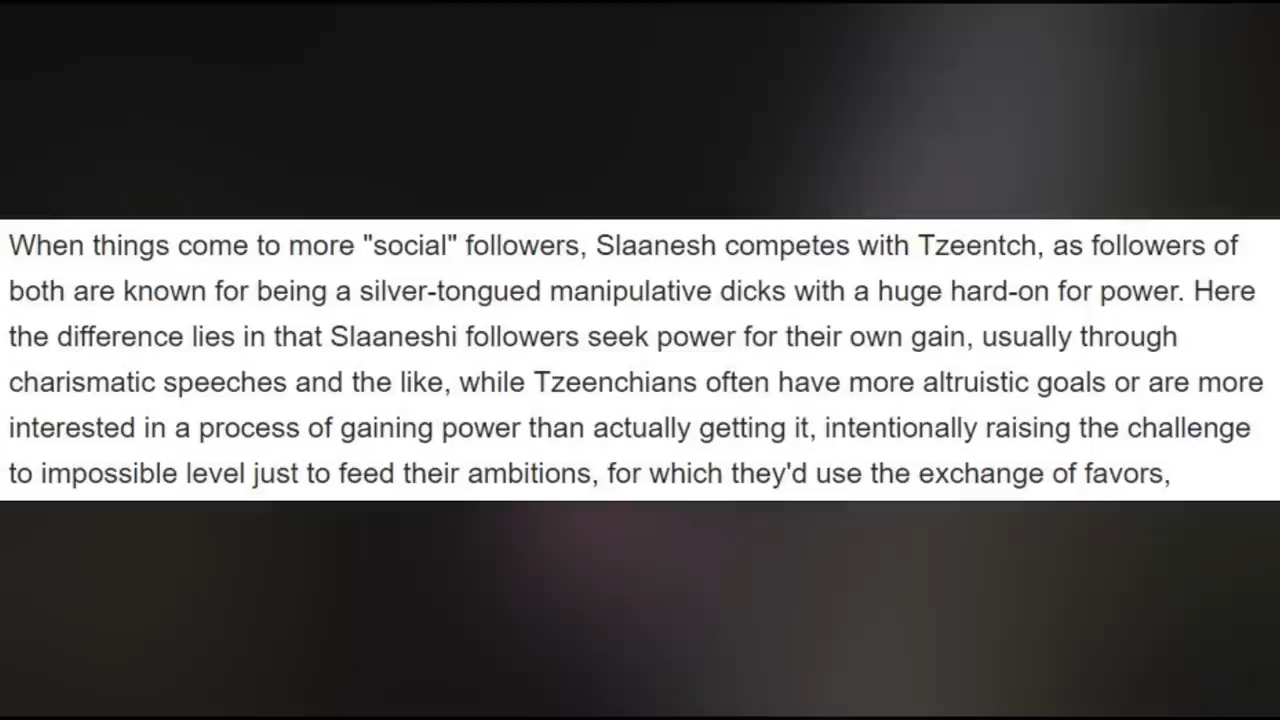 When things come to more "social" followers, Slaanesh competes with Tzeentch, as followers of
both are known for being a silver-tongued manipulative dicks with a huge hard-on for power. Here
the difference lies in that Slaaneshi followers seek power for their own gain, usually through
charismatic speeches and the like, while Tzeenchians often have more altruistic goals or are more
interested in a process of gaining power than actually getting it, intentionally raising the challenge
to impossible level just to feed their ambitions, for which they'd use the exchange of favors,